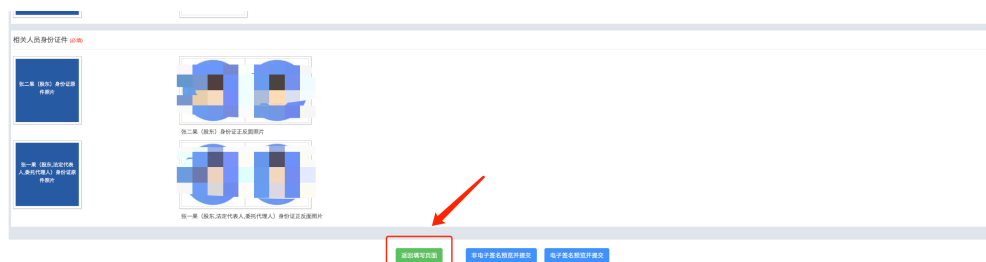 相关人员身份证件 (必填)
张二果（股东）身份证原
件照片
张二果（股东）身份证正反面照片
张一果（股东,法定代表
人,委托代理人）身份证原
件照片
张一果（股东,法定代表人,委托代理人）身份证正反面照片
退出填写页面 非电子签名预览并提交 电子签名预览并提交